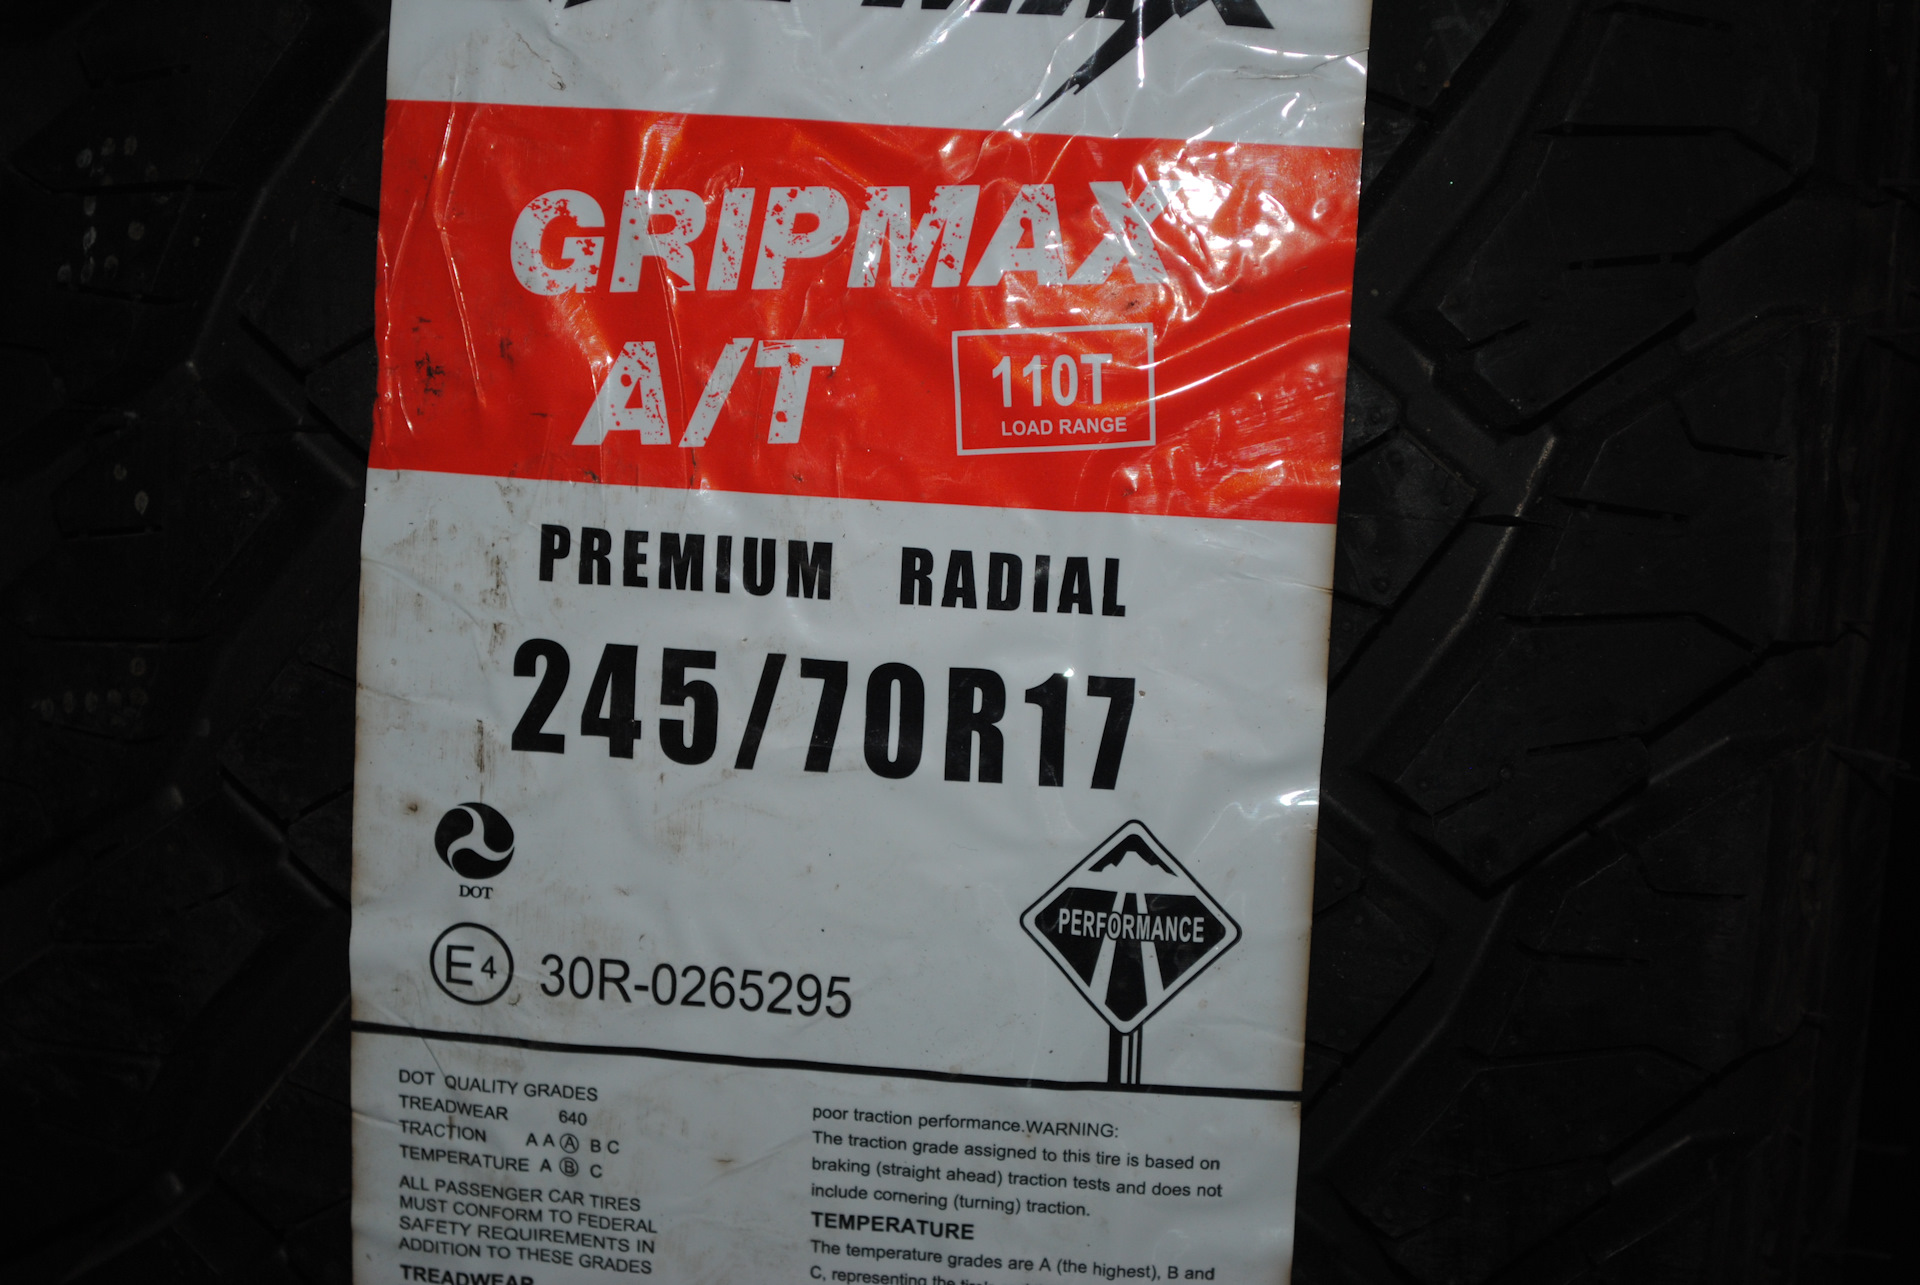 GRIPMAX
A/T
110T
LOAD RANGE
PREMIUM RADIAL
245/70R17
DOT
PERFORMANCE
E4 30R-0265295
DOT QUALITY GRADES
TREADWEAR 640
TRACTION A A A B C
TEMPERATURE A B C
ALL PASSENGER CAR TIRES
MUST CONFORM TO FEDERAL
SAFETY REQUIREMENTS IN
ADDITION TO THESE GRADES
TREADWEAR
poor traction performance.WARNING:
The traction grade assigned to this tire is based on
braking (straight ahead) traction tests and does not
include cornering (turning) traction.
TEMPERATURE
The temperature grades are A (the highest), B and
C, representing the